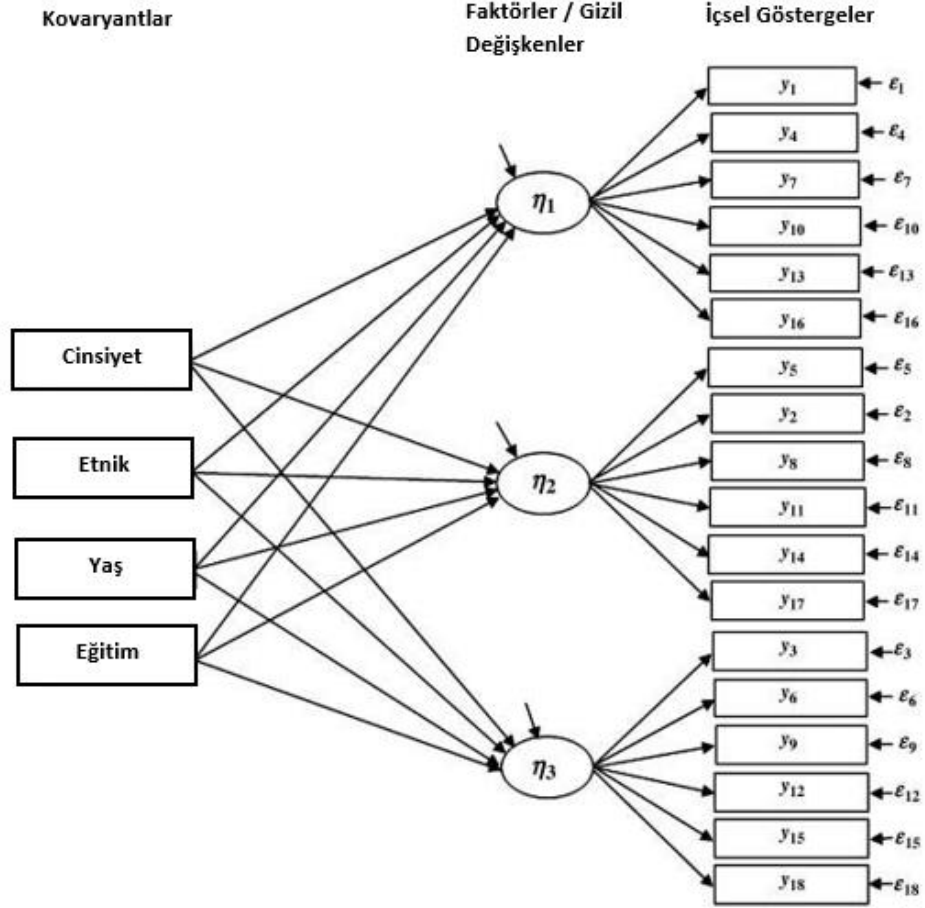 Kovaryantlar
Faktörler / Gizil
Değişkenler
İçsel Göstergeler
Cinsiyet
Etnik
Yaş
Eğitim
η1
η2
η3
y1 ε1
y4 ε4
y7 ε7
y10 ε10
y13 ε13
y16 ε16
y5 ε5
y2 ε2
y8 ε8
y11 ε11
y14 ε14
y17 ε17
y3 ε3
y6 ε6
y9 ε9
y12 ε12
y15 ε15
y18 ε18